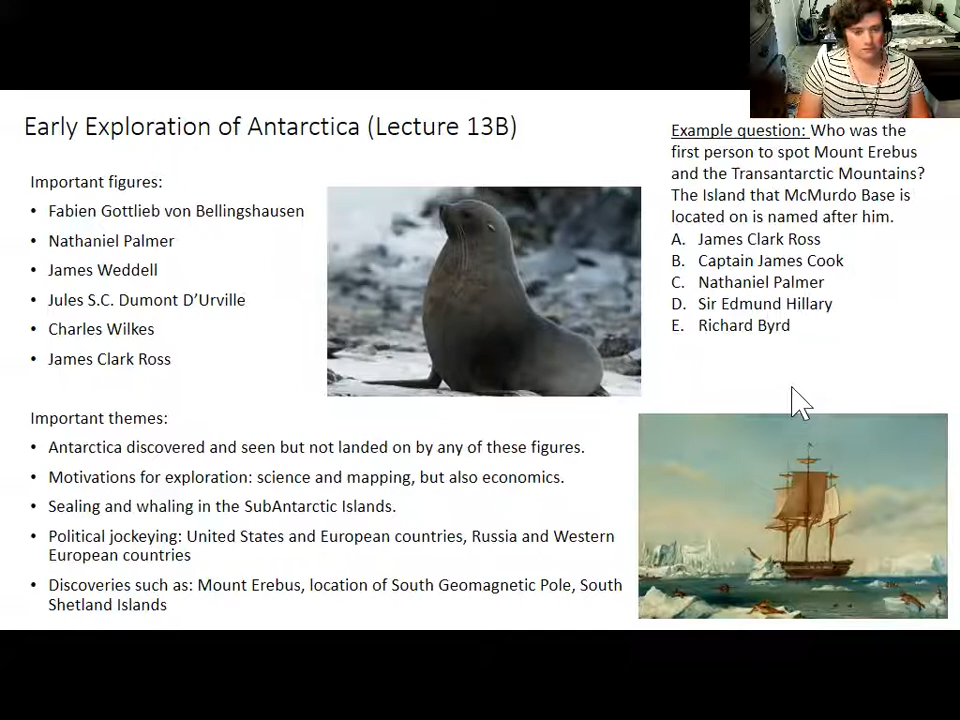 Early Exploration of Antarctica (Lecture 13B)
Important figures:
• Fabien Gottlieb von Bellingshausen
• Nathaniel Palmer
• James Weddell
• Jules S.C. Dumont D’Urville
• Charles Wilkes
• James Clark Ross
Important themes:
• Antarctica discovered and seen but not landed on by any of these figures.
• Motivations for exploration: science and mapping, but also economics.
• Sealing and whaling in the SubAntarctic Islands.
• Political jockeying: United States and European countries, Russia and Western
European countries
• Discoveries such as: Mount Erebus, location of South Geomagnetic Pole, South
Shetland Islands
Example question: Who was the
first person to spot Mount Erebus
and the Transantarctic Mountains?
The Island that McMurdo Base is
located on is named after him.
A. James Clark Ross
B. Captain James Cook
C. Nathaniel Palmer
D. Sir Edmund Hillary
E. Richard Byrd